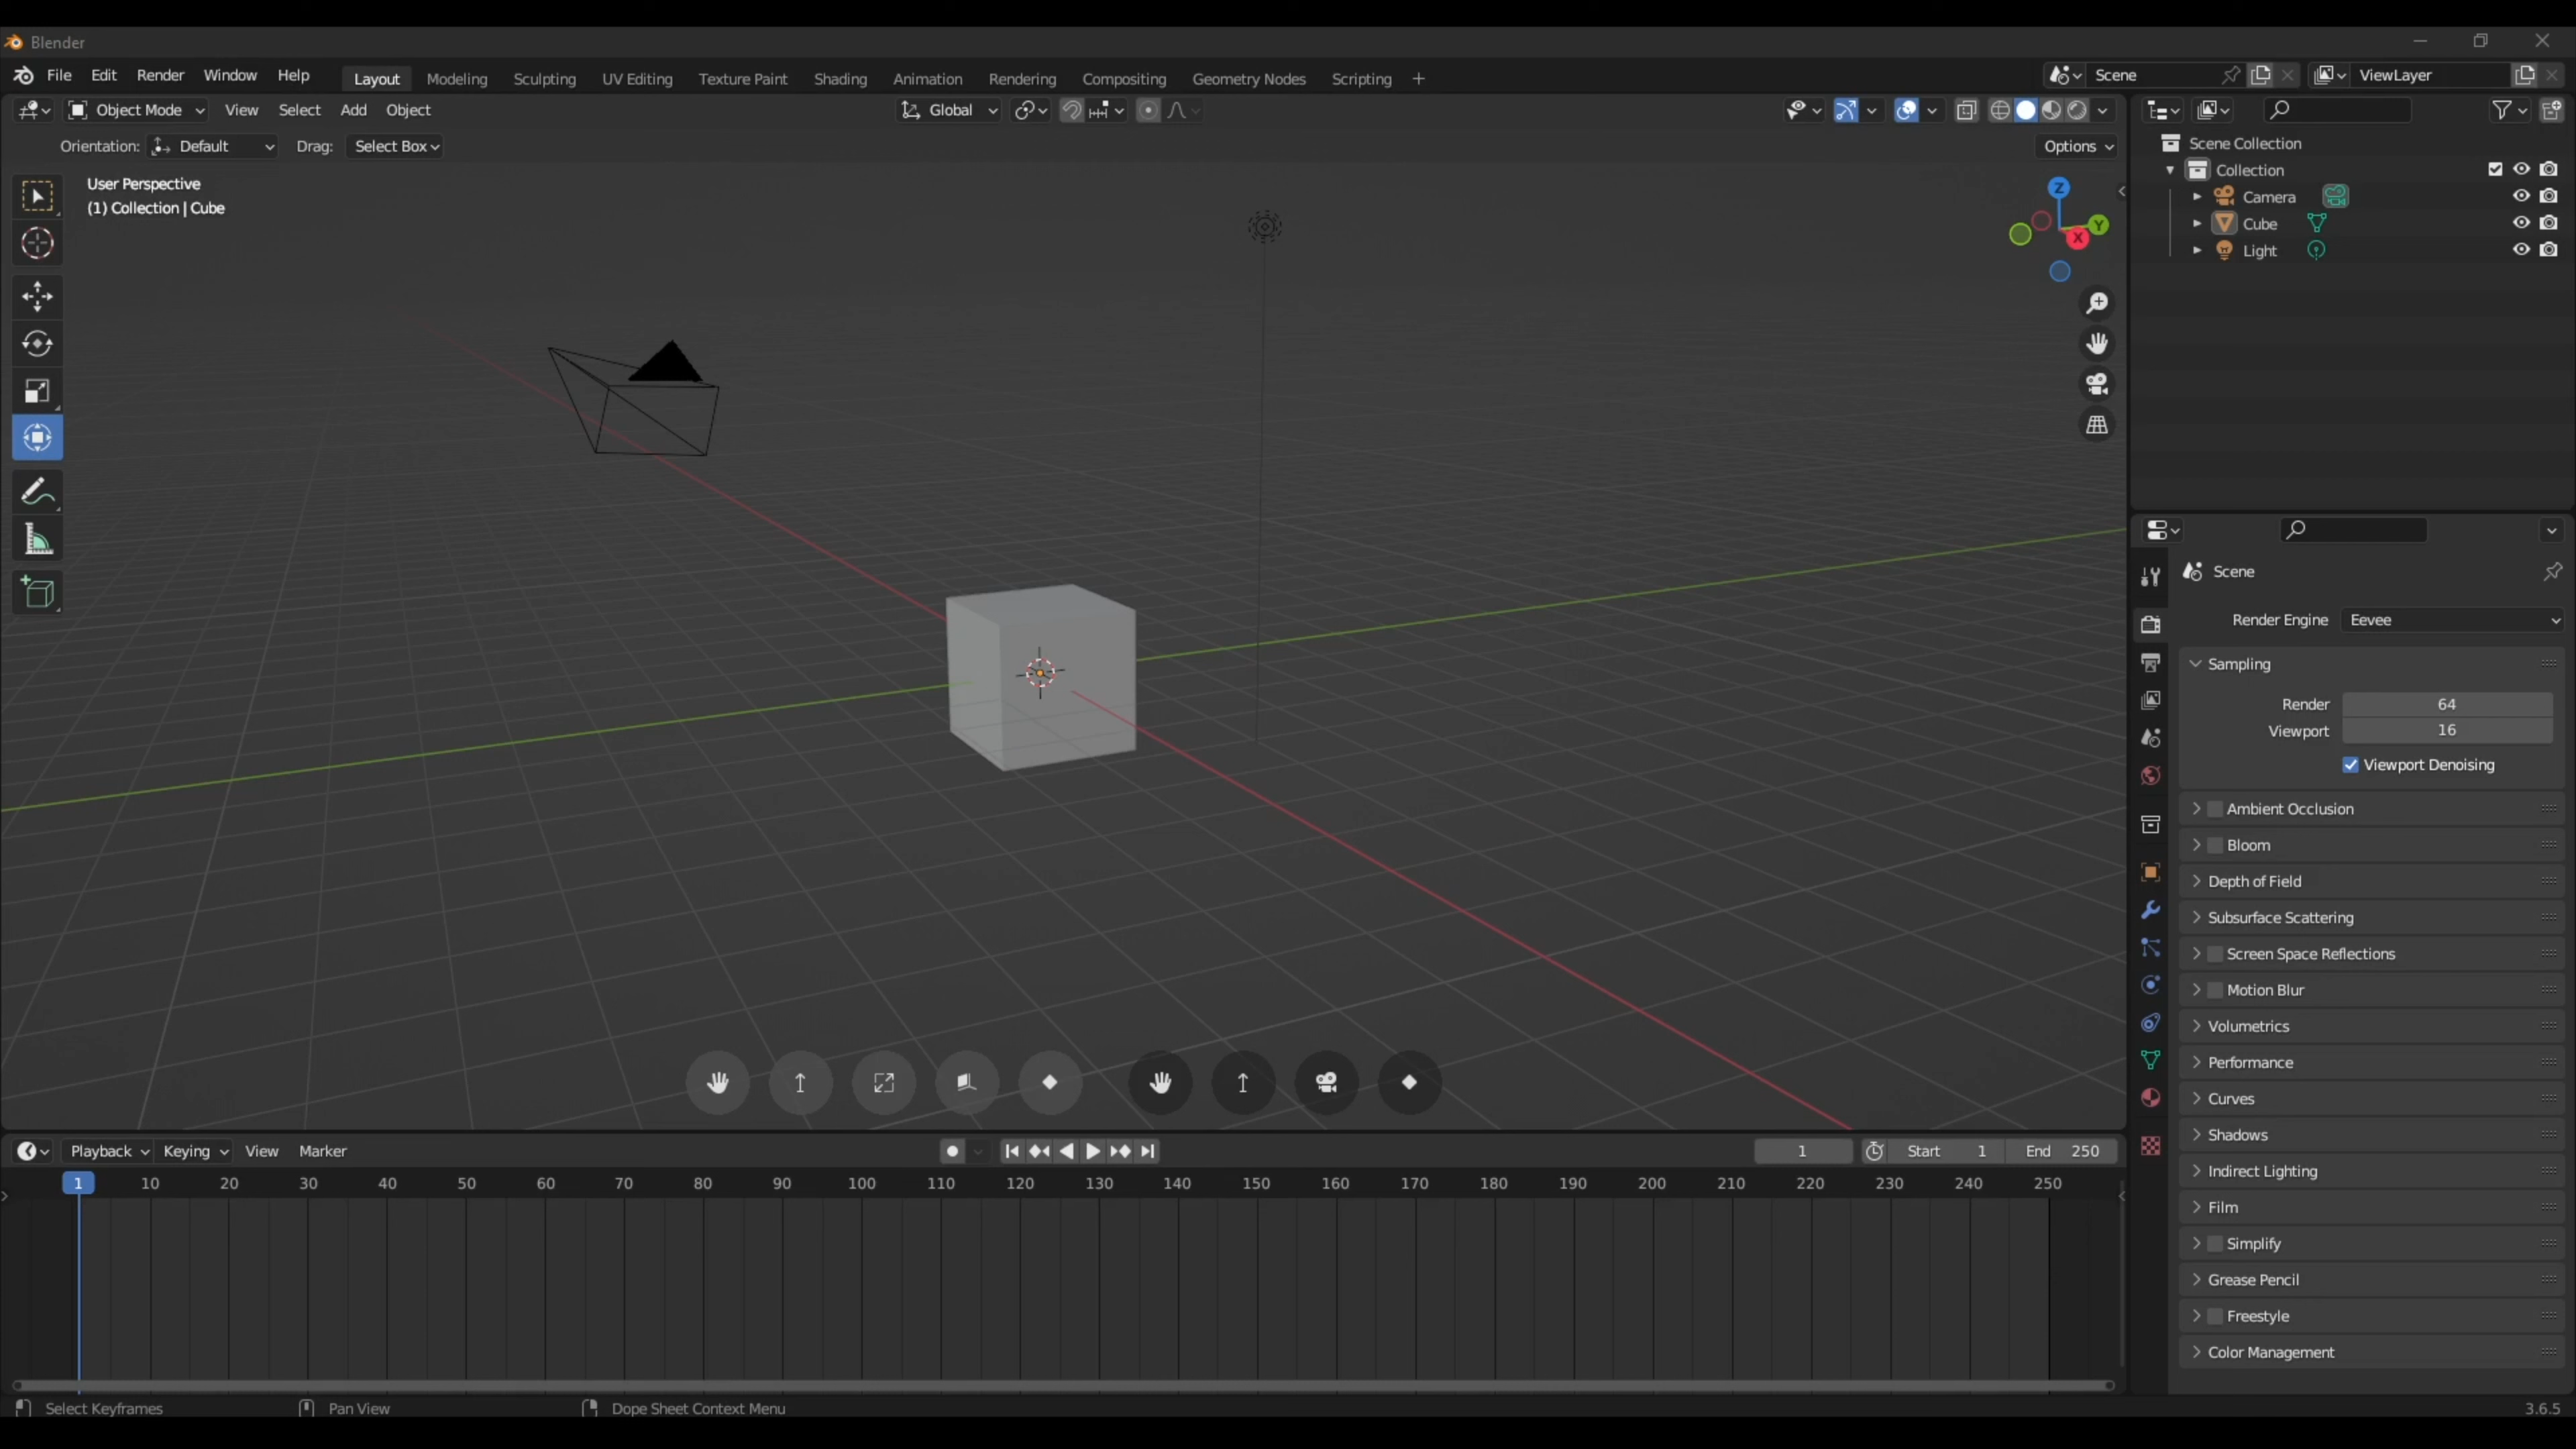 Blender
File Edit Render Window Help Layout Modeling Sculpting UV Editing Texture Paint Shading Animation Rendering Compositing Geometry Nodes Scripting + Scene ViewLayer
Object Mode View Select Add Object Global
Orientation: Default Drag: Select Box Options
User Perspective
(1) Collection | Cube
Z
Y
X
Scene Collection
Collection
Camera
Cube
Light
Scene
Render Engine Eevee
Sampling
Render 64
Viewport 16
Viewport Denoising
Ambient Occlusion
Bloom
Depth of Field
Subsurface Scattering
Screen Space Reflections
Motion Blur
Volumetrics
Performance
Curves
Shadows
Indirect Lighting
Film
Simplify
Grease Pencil
Freestyle
Color Management
Playback Keying View Marker 1 Start 1 End 250
1 10 20 30 40 50 60 70 80 90 100 110 120 130 140 150 160 170 180 190 200 210 220 230 240 250
Select Keyframes Pan View Dope Sheet Context Menu 3.6.5